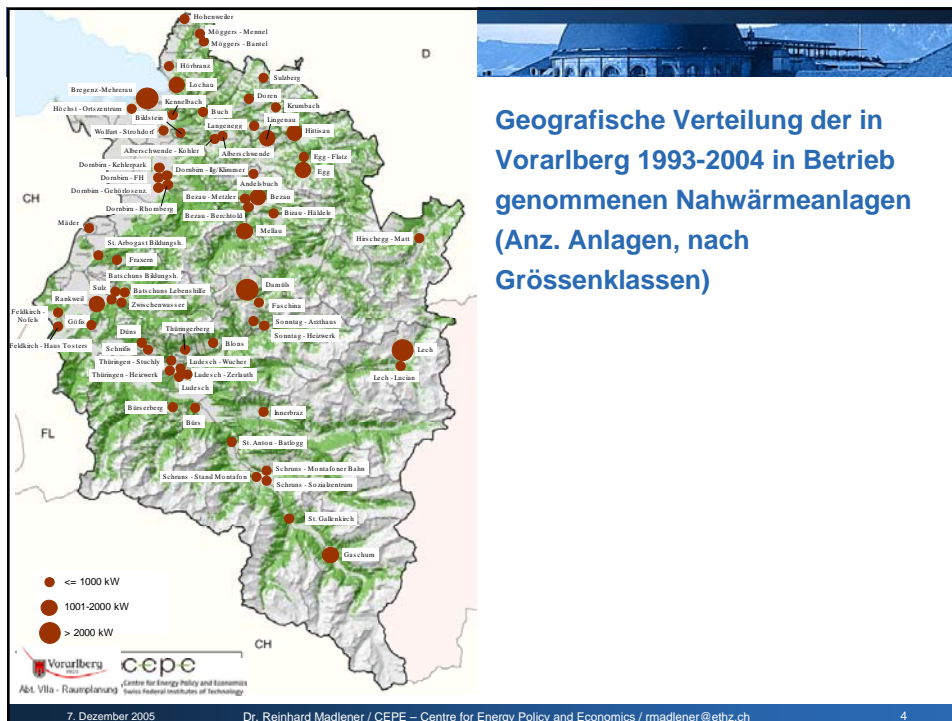 Hohenweiler
Möggers - Mennel
Möggers - Bantel
D
Hörbranz
Sulzberg
Lochau
Bregenz-Mehrerau
Doren
Kennelbach
Höchst - Ortszentrum
Buch
Krumbach
Bildstein
Lingenau
Langenegg
Wolfurt - Strohdorf
Hittisau
Alberschwende - Kohler
Alberschwende
Egg - Flatz
Dornbirn - Kehlerpark
Dornbirn - Ilg/Klimmer
Egg
Dornbirn - FH
Andelsbuch
Dornbirn - Gehörlosenz.
CH
Bezau - Metzler
Bezau
Dornbirn - Rhomberg
Bezau - Berchtold
Bizau - Häldele
Mäder
Mellau
Hirschegg - Matt
St. Arbogast Bildungsh.
Fraxern
Batschuns Bildungsh.
Sulz
Batschuns Lebenshilfe
Damüls
Rankweil
Zwischenwasser
Faschina
Feldkirch -
Nofels
Göfis
Sonntag - Arzthaus
Düns
Thüringerberg
Sonntag - Heizwerk
Feldkirch - Haus Tosters
Schnifis
Blons
Lech
Thüringen - Stuchly
Ludesch - Wucher
Lech - Lucian
Thüringen - Heizwerk
Ludesch - Zerlauth
Ludesch
Bürserberg
Innerbraz
Bürs
FL
St. Anton - Batlogg
Schruns - Montafoner Bahn
Schruns - Stand Montafon
Schruns - Sozialzentrum
St. Gallenkirch
Gaschurn
<= 1000 kW
1001-2000 kW
> 2000 kW
CH
Vorarlberg
cepe
Centre for Energy Policy and Economics
Abt. VIIa - Raumplanung
Swiss Federal Institutes of Technology
Geografische Verteilung der in
Vorarlberg 1993-2004 in Betrieb
genommenen Nahwärmeanlagen
(Anz. Anlagen, nach
Grössenklassen)
7. Dezember 2005
Dr. Reinhard Madlener / CEPE – Centre for Energy Policy and Economics / rmadlener@ethz.ch
4